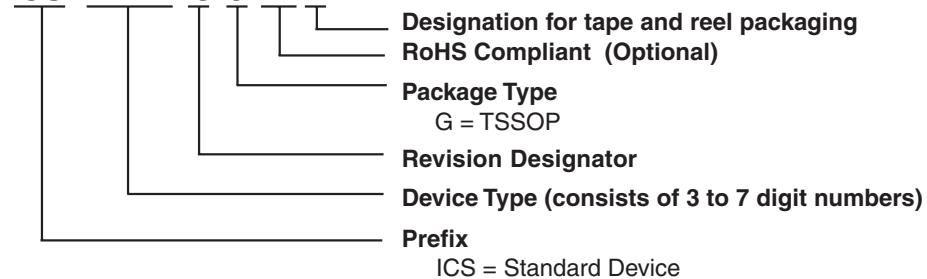 Designation for tape and reel packaging
RoHS Compliant (Optional)
Package Type
G = TSSOP
Revision Designator
Device Type (consists of 3 to 7 digit numbers)
Prefix
ICS = Standard Device